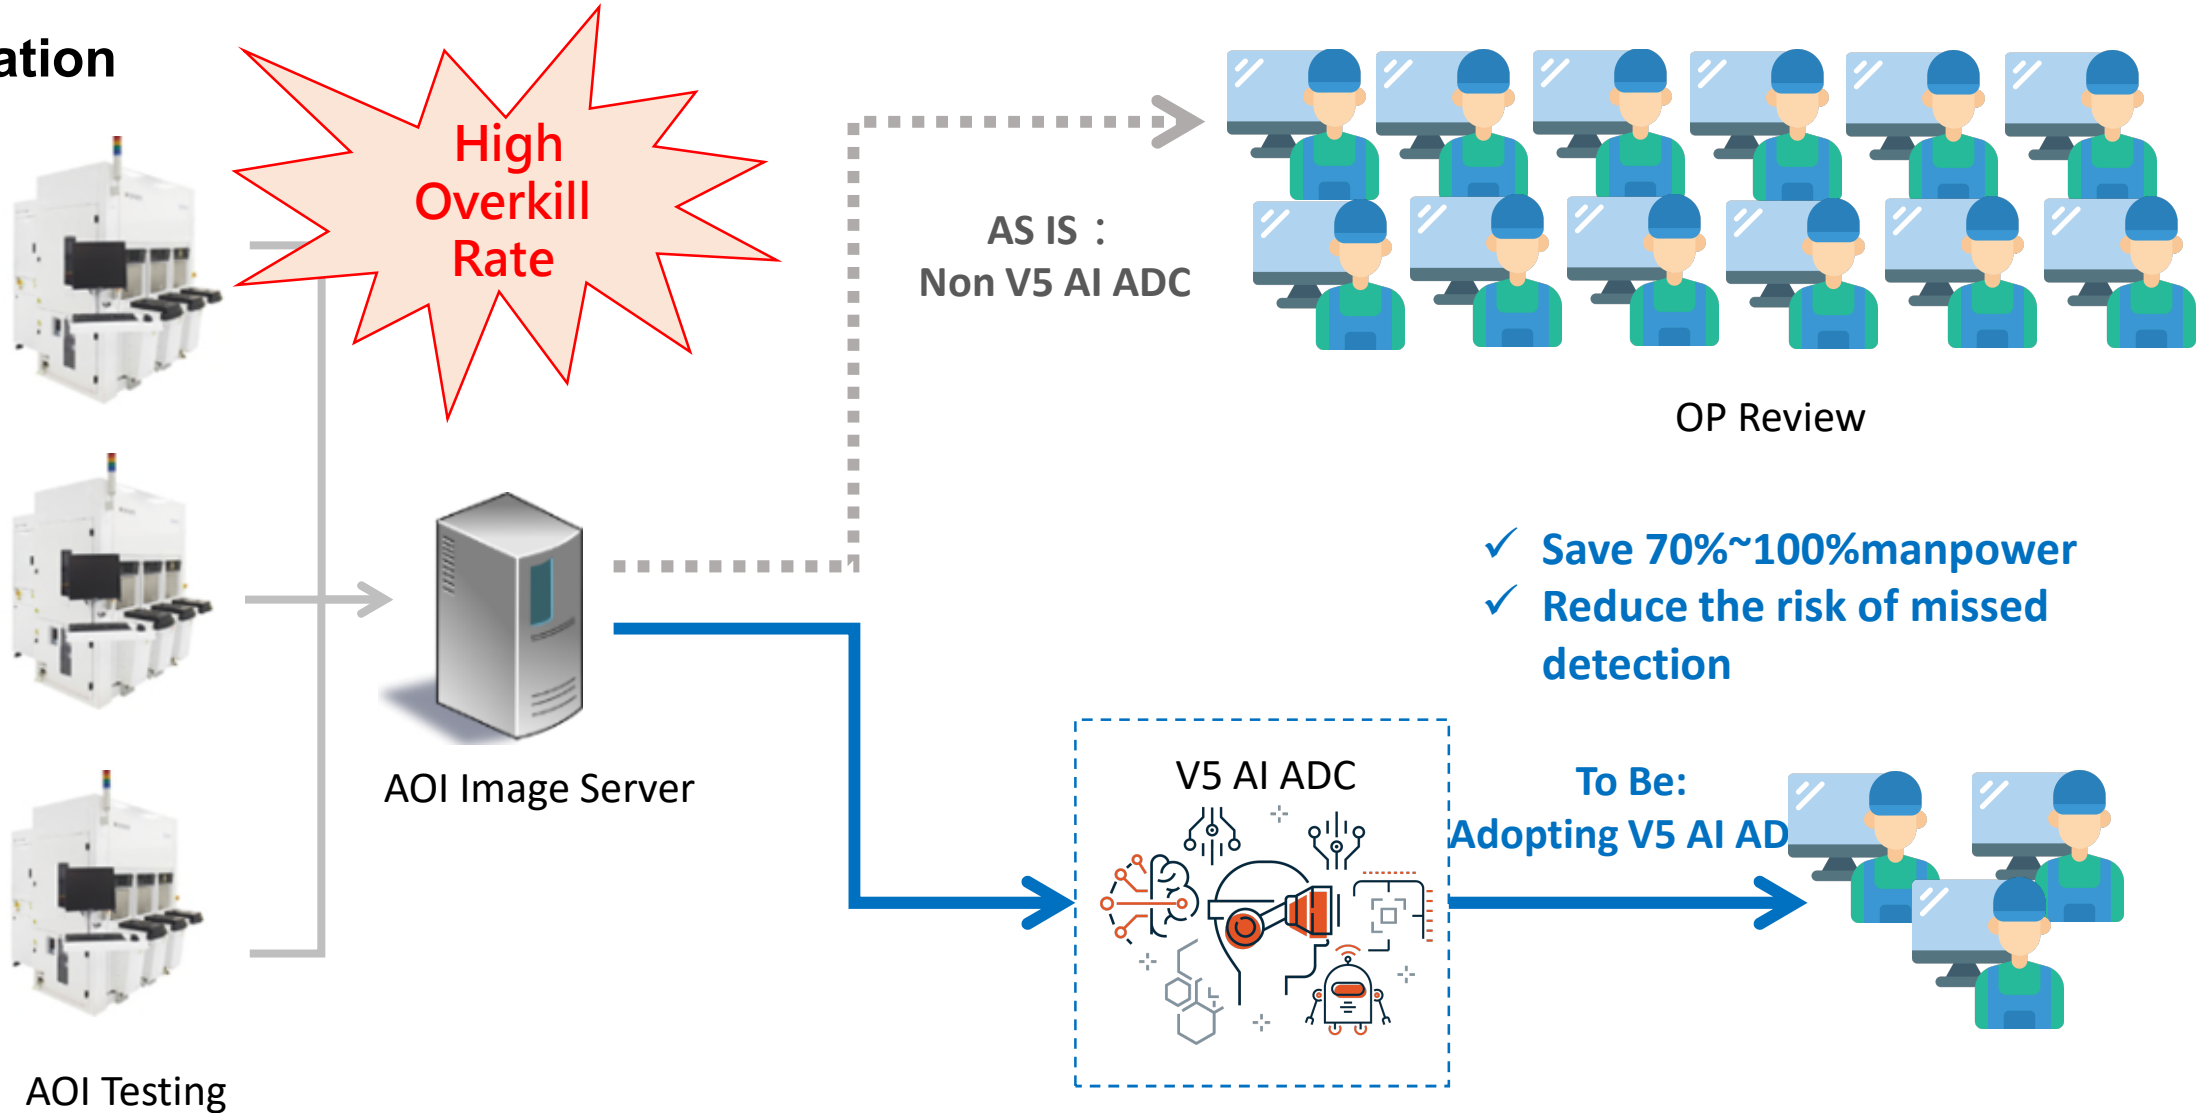 ation
High
Overkill
Rate
AS IS：
Non V5 AI ADC
OP Review
✓ Save 70%~100%manpower
✓ Reduce the risk of missed
detection
AOI Image Server
V5 AI ADC
To Be:
Adopting V5 AI AD
AOI Testing